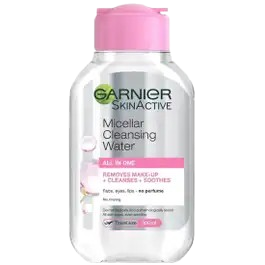 GARNIER
SKINACTIVE
Micellar
Cleansing
Water
ALL IN ONE
REMOVES MAKE-UP
+ CLEANSES + SOOTHES
Face, eyes, lips - no perfume
No rinsing